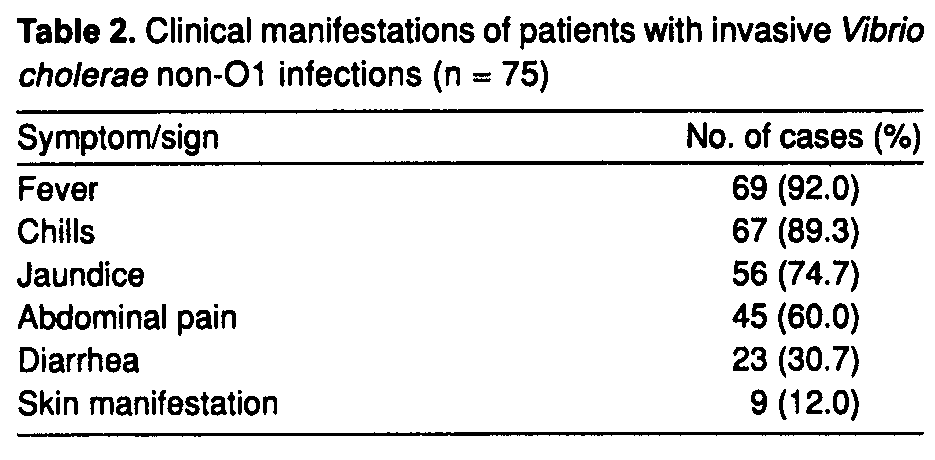 Table 2. Clinical manifestations of patients with invasive Vibrio
cholerae non-O1 infections (n = 75)
Symptom/sign No. of cases (%)
Fever 69 (92.0)
Chills 67 (89.3)
Jaundice 56 (74.7)
Abdominal pain 45 (60.0)
Diarrhea 23 (30.7)
Skin manifestation 9 (12.0)